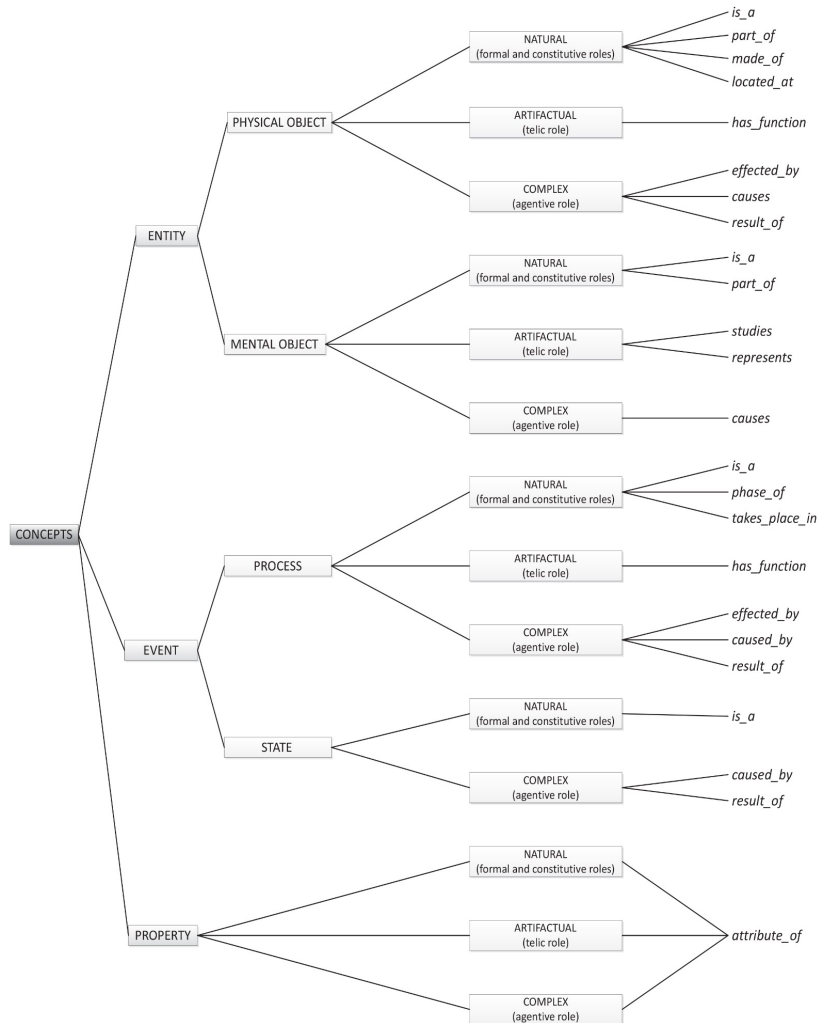 is_a
NATURAL
(formal and constitutive roles)
part_of
made_of
located_at
PHYSICAL OBJECT
ARTIFACTUAL
(telic role)
has_function
COMPLEX
(agentive role)
effected_by
causes
result_of
ENTITY
NATURAL
(formal and constitutive roles)
is_a
part_of
MENTAL OBJECT
ARTIFACTUAL
(telic role)
studies
represents
COMPLEX
(agentive role)
causes
CONCEPTS
NATURAL
(formal and constitutive roles)
is_a
phase_of
takes_place_in
PROCESS
ARTIFACTUAL
(telic role)
has_function
COMPLEX
(agentive role)
effected_by
caused_by
result_of
EVENT
NATURAL
(formal and constitutive roles)
is_a
STATE
COMPLEX
(agentive role)
caused_by
result_of
NATURAL
(formal and constitutive roles)
PROPERTY
ARTIFACTUAL
(telic role)
attribute_of
COMPLEX
(agentive role)